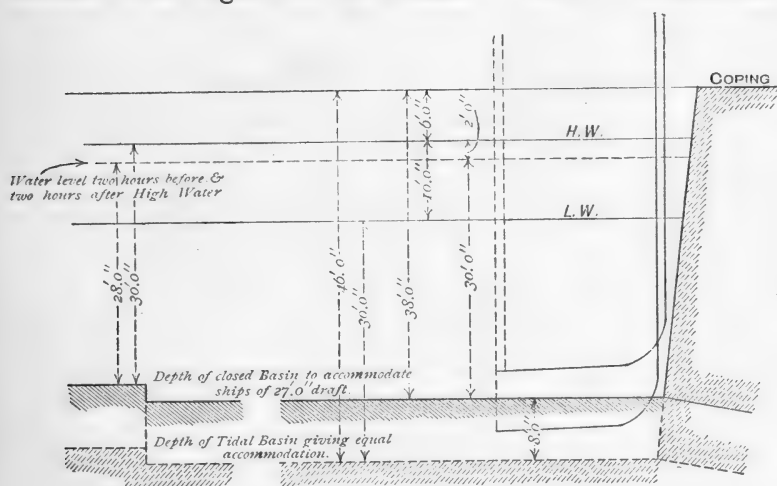 COPING
6'.0"
2'.0"
H.W.
Water level two hours before &
two hours after High Water
10'.0"
L.W.
28'.0"
30'.0"
46'.0"
30'.0"
38'.0"
30'.0"
Depth of closed Basin to accommodate
ships of 27'.0" draft.
Depth of Tidal Basin giving equal
accommodation.
8'.0"